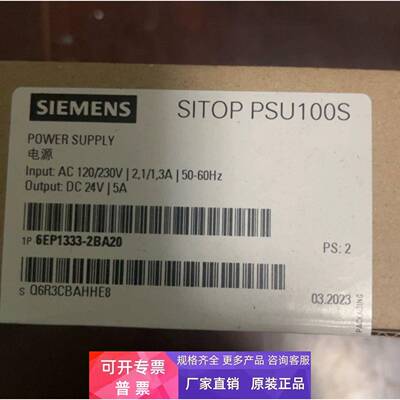 SIEMENS
SITOP PSU100S
POWER SUPPLY
电源
Input: AC 120/230V | 2,1/1,3A | 50-60Hz
Output: DC 24V | 5A
1P 6EP1333-2BA20
PS: 2
S Q6R3CBAHHE8
03.2023
PACKAGING
可开专票
普票
规格齐全 更多产品 咨询客服
厂家直销 原装正品